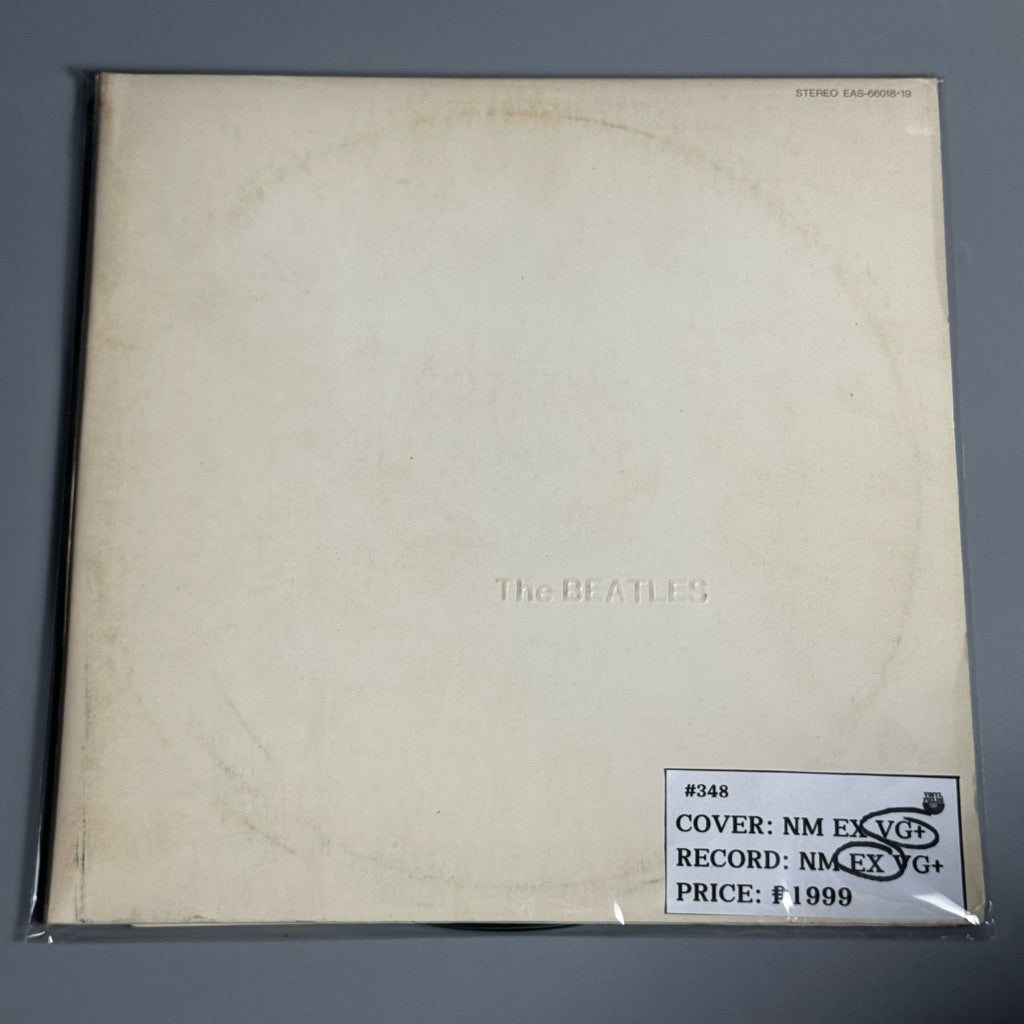 STEREO EAS-66018·19
The BEATLES
#348
COVER: NM EX VG+
RECORD: NM EX VG+
PRICE: ₱1999